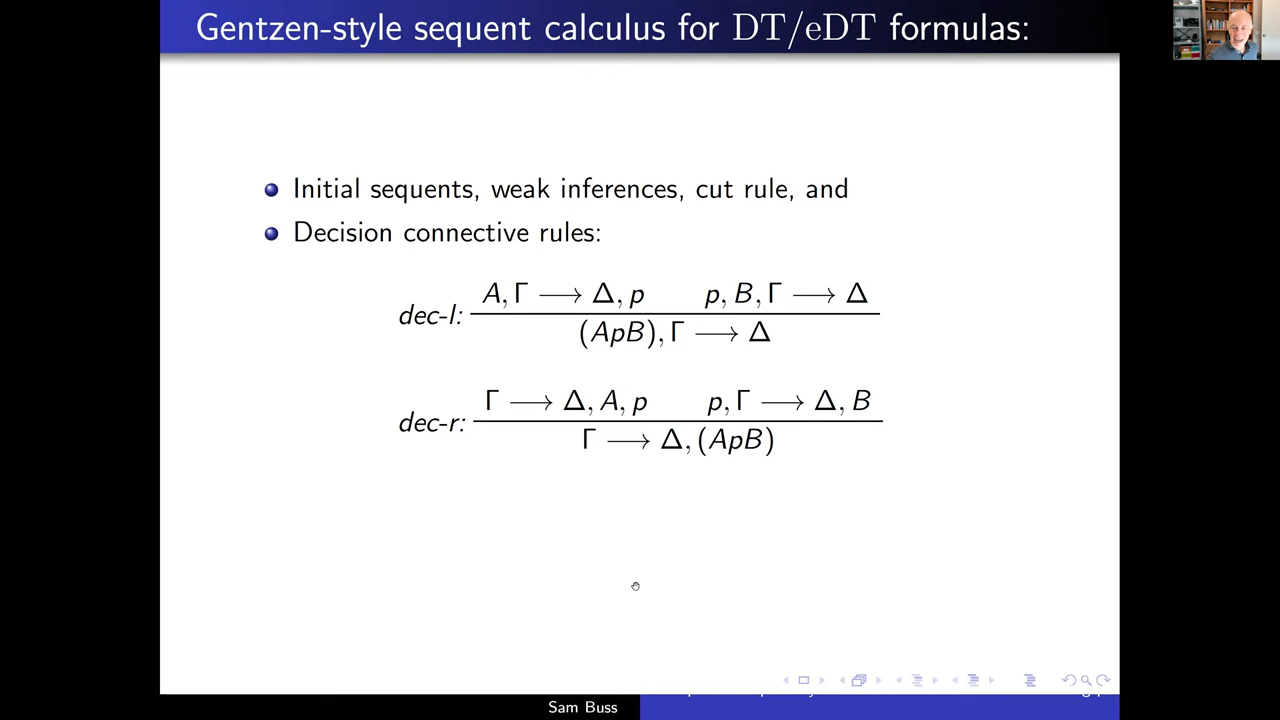 Gentzen-style sequent calculus for DT/eDT formulas:
Initial sequents, weak inferences, cut rule, and
Decision connective rules:
dec-l: A, Γ ⟶ Δ, p p, B, Γ ⟶ Δ
(ApB), Γ ⟶ Δ
dec-r: Γ ⟶ Δ, A, p p, Γ ⟶ Δ, B
Γ ⟶ Δ, (ApB)
Sam Buss